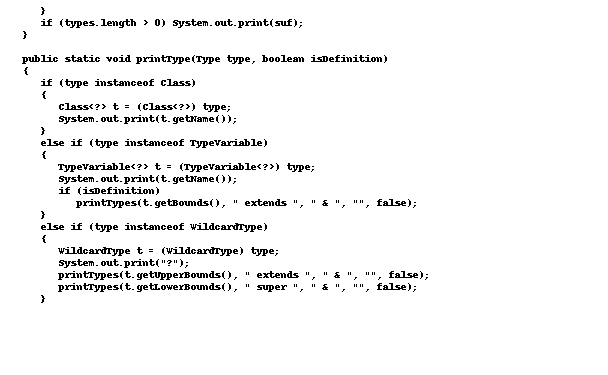 }
if (types.length > 0) System.out.print(suf);
}
public static void printType(Type type, boolean isDefinition)
{
if (type instanceof Class)
{
Class<?> t = (Class<?>) type;
System.out.print(t.getName());
}
else if (type instanceof TypeVariable)
{
TypeVariable<?> t = (TypeVariable<?>) type;
System.out.print(t.getName());
if (isDefinition)
printTypes(t.getBounds(), " extends ", " & ", "", false);
}
else if (type instanceof WildcardType)
{
WildcardType t = (WildcardType) type;
System.out.print("?");
printTypes(t.getUpperBounds(), " extends ", " & ", "", false);
printTypes(t.getLowerBounds(), " super ", " & ", "", false);
}